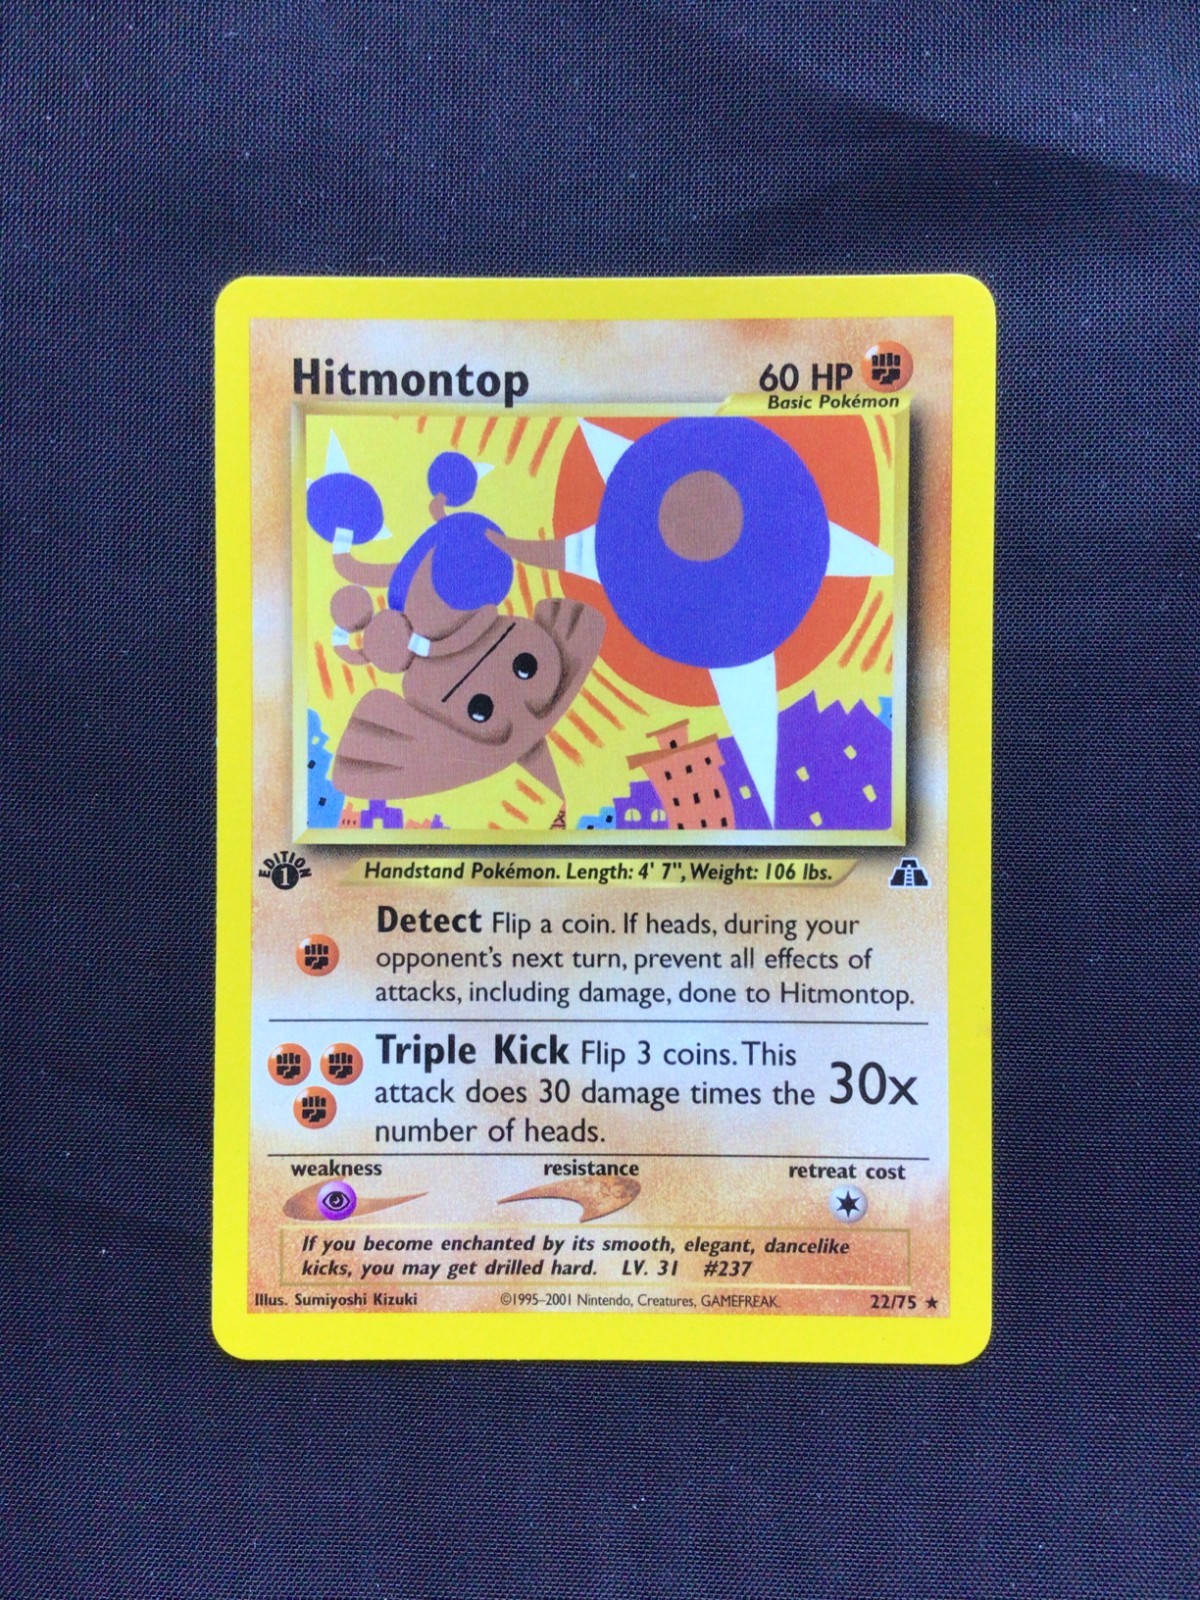 Hitmontop
60 HP
Basic Pokémon
EDITION
1
Handstand Pokémon. Length: 4' 7", Weight: 106 lbs.
Detect Flip a coin. If heads, during your
opponent's next turn, prevent all effects of
attacks, including damage, done to Hitmontop.
Triple Kick Flip 3 coins. This
attack does 30 damage times the
number of heads.
30x
weakness
resistance
retreat cost
If you become enchanted by its smooth, elegant, dancelike
kicks, you may get drilled hard. LV. 31 #237
Illus. Sumiyoshi Kizuki
©1995–2001 Nintendo, Creatures, GAMEFREAK.
22/75 ★